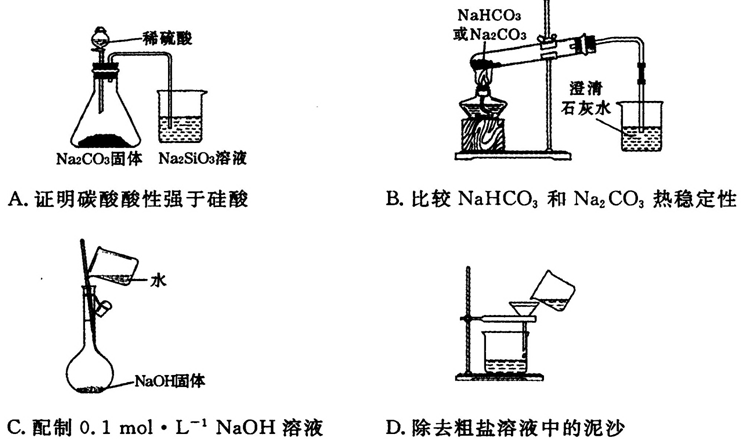 稀硫酸
Na2CO3固体 Na2SiO3溶液
A. 证明碳酸酸性强于硅酸
NaHCO3
或Na2CO3
澄清
石灰水
B. 比较 NaHCO₃ 和 Na₂CO₃ 热稳定性
水
NaOH固体
C. 配制 0.1 mol·L⁻¹ NaOH 溶液
D. 除去粗盐溶液中的泥沙